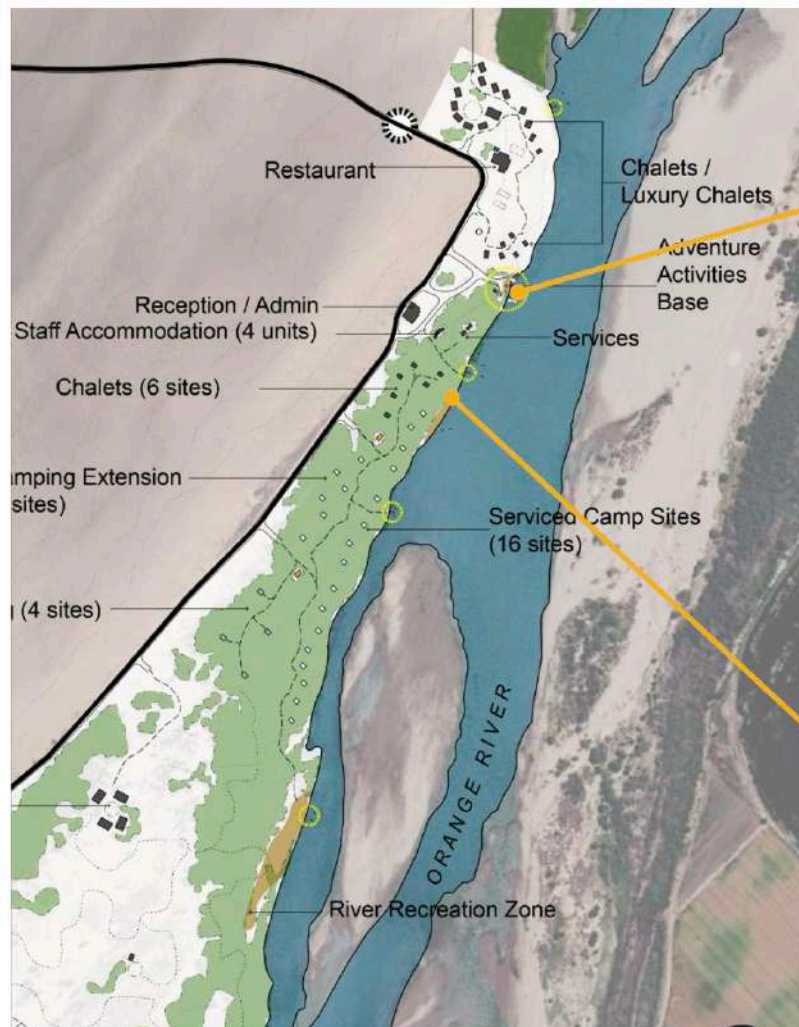 Restaurant
Chalets /
Luxury Chalets
Adventure
Activities
Base
Reception / Admin
Staff Accommodation (4 units)
Services
Chalets (6 sites)
amping Extension
sites)
Serviced Camp Sites
(16 sites)
(4 sites)
ORANGE RIVER
River Recreation Zone